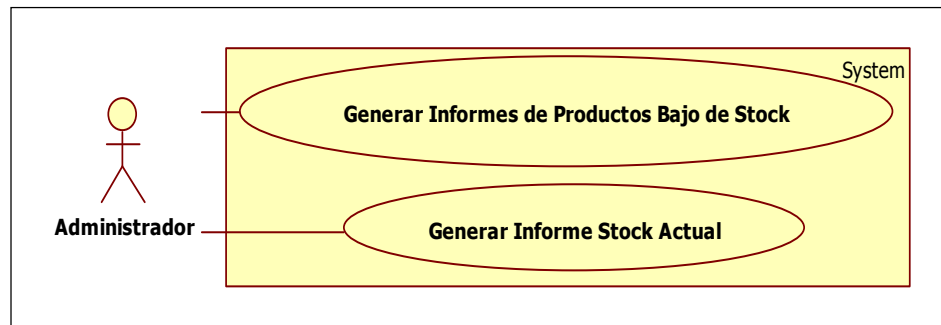 System
Generar Informes de Productos Bajo de Stock
Administrador
Generar Informe Stock Actual